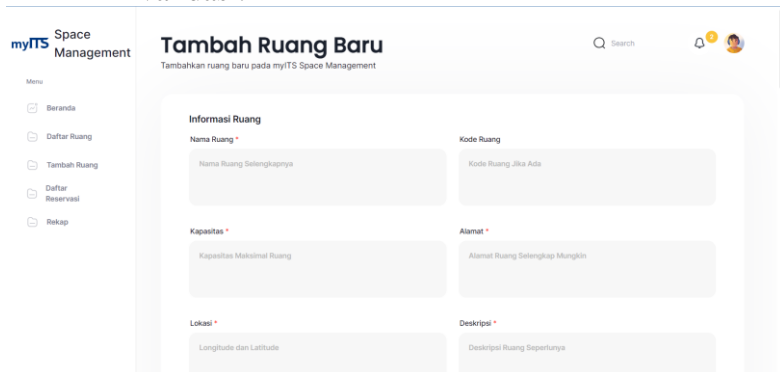 myITS Space
Management
Menu
Beranda
Daftar Ruang
Tambah Ruang
Daftar
Reservasi
Rekap
Tambah Ruang Baru
Tambahkan ruang baru pada myITS Space Management
Search
2
Informasi Ruang
Nama Ruang *
Nama Ruang Selengkapnya
Kode Ruang
Kode Ruang Jika Ada
Kapasitas *
Kapasitas Maksimal Ruang
Alamat *
Alamat Ruang Selengkap Mungkin
Lokasi *
Longitude dan Latitude
Deskripsi *
Deskripsi Ruang Seperlunya